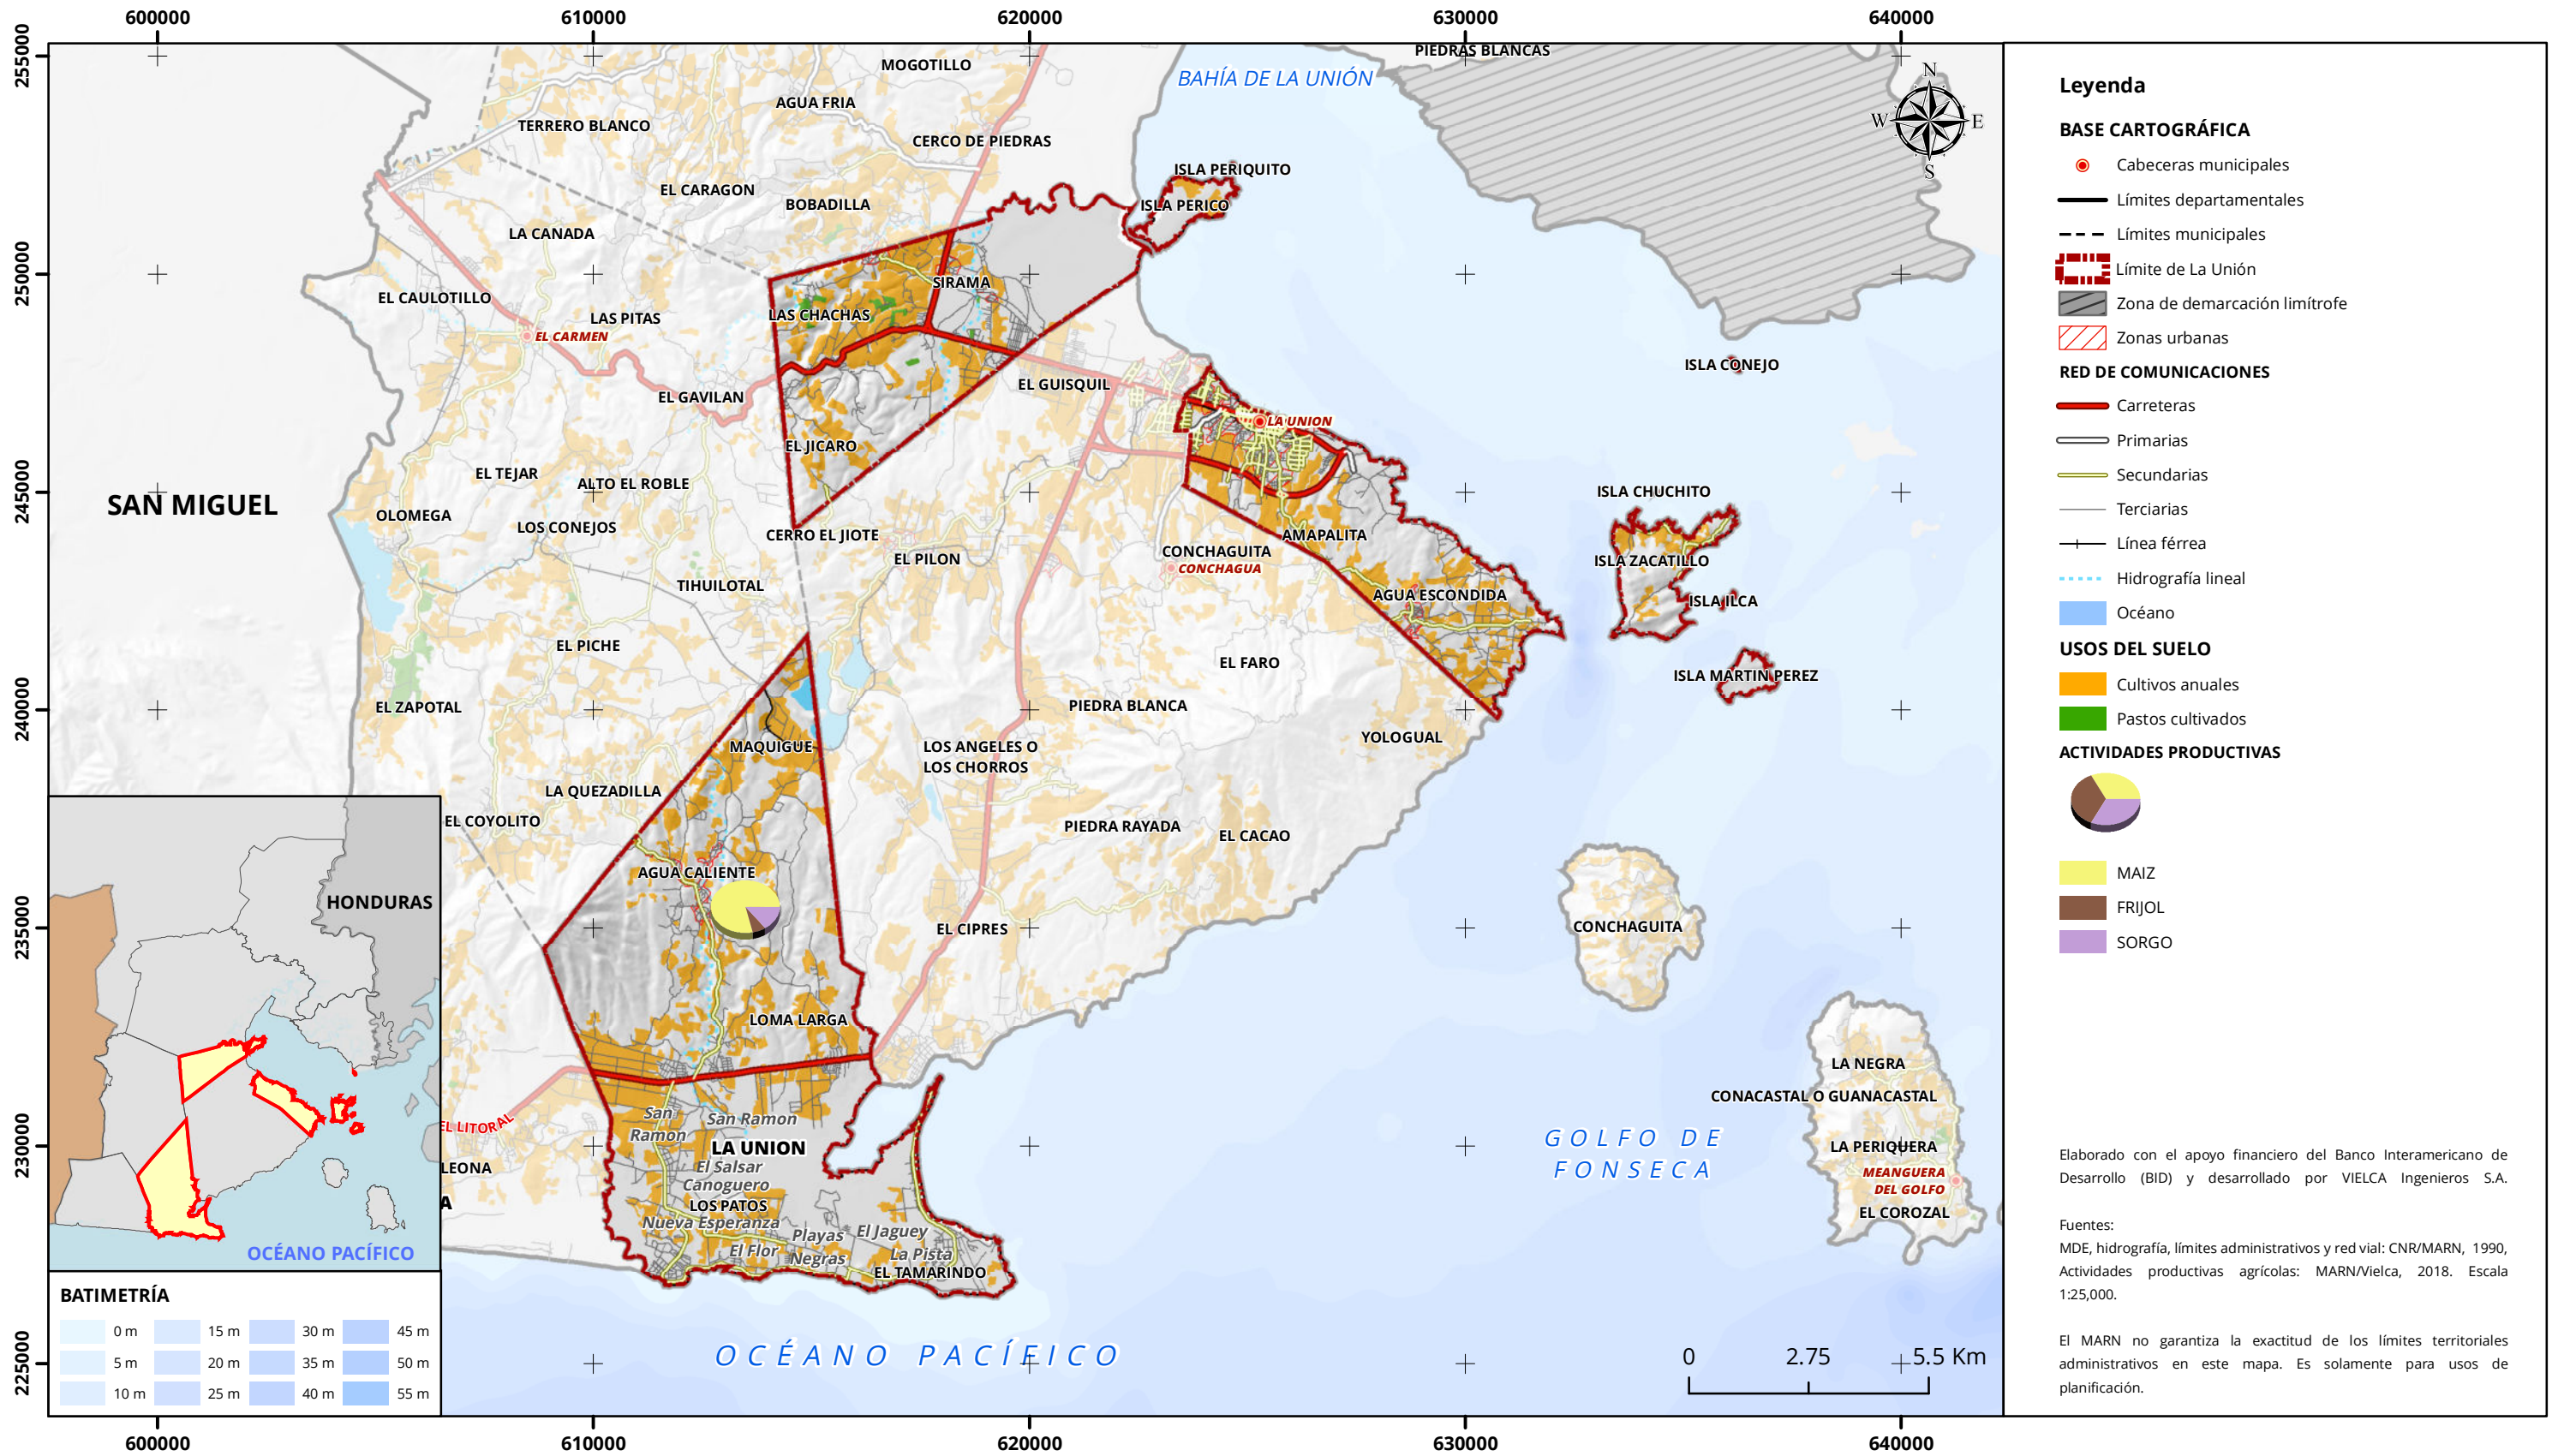 600000
610000
620000
630000
640000
255000
250000
245000
240000
235000
230000
225000
PIEDRAS BLANCAS
MOGOTILLO
BAHÍA DE LA UNIÓN
AGUA FRIA
TERRERO BLANCO
CERCO DE PIEDRAS
ISLA PERIQUITO
EL CARAGON
BOBADILLA
ISLA PERICO
LA CANADA
SIRAMA
EL CAULOTILLO
LAS PITAS
LAS CHACHAS
EL CARMEN
ISLA CONEJO
EL GUISQUIL
EL GAVILAN
LA UNION
EL JICARO
EL TEJAR
ALTO EL ROBLE
ISLA CHUCHITO
SAN MIGUEL
OLOMEGA
LOS CONEJOS
CERRO EL JIOTE
AMAPALITA
CONCHAGUITA
EL PILON
CONCHAGUA
ISLA ZACATILLO
TIHUILOTAL
AGUA ESCONDIDA
ISLA ILCA
EL PICHE
EL FARO
ISLA MARTIN PEREZ
EL ZAPOTAL
PIEDRA BLANCA
YOLOGUAL
MAQUIGUE
LOS ANGELES O
LOS CHORROS
LA QUEZADILLA
EL COYOLITO
PIEDRA RAYADA
EL CACAO
AGUA CALIENTE
EL CIPRES
CONCHAGUITA
LOMA LARGA
LA NEGRA
CONACASTAL O GUANACASTAL
EL LITORAL
San
Ramon
San Ramon
LA UNION
GOLFO DE
FONSECA
LA PERIQUERA
LEONA
El Salsar
Canoguero
MEANGUERA
DEL GOLFO
A
LOS PATOS
EL COROZAL
Nueva Esperanza
Playas
Negras
El Jaguey
El Flor
La Pista
EL TAMARINDO
OCÉANO PACÍFICO
0
2.75
5.5 Km
HONDURAS
OCÉANO PACÍFICO
BATIMETRÍA
0 m
15 m
30 m
45 m
5 m
20 m
35 m
50 m
10 m
25 m
40 m
55 m
600000
610000
620000
630000
640000
N
W
E
S
Leyenda
BASE CARTOGRÁFICA
Cabeceras municipales
Límites departamentales
Límites municipales
Límite de La Unión
Zona de demarcación limítrofe
Zonas urbanas
RED DE COMUNICACIONES
Carreteras
Primarias
Secundarias
Terciarias
Línea férrea
Hidrografía lineal
Océano
USOS DEL SUELO
Cultivos anuales
Pastos cultivados
ACTIVIDADES PRODUCTIVAS
MAIZ
FRIJOL
SORGO
Elaborado con el apoyo financiero del Banco Interamericano de
Desarrollo (BID) y desarrollado por VIELCA Ingenieros S.A.
Fuentes:
MDE, hidrografía, límites administrativos y red vial: CNR/MARN, 1990,
Actividades productivas agrícolas: MARN/Vielca, 2018. Escala
1:25,000.
El MARN no garantiza la exactitud de los límites territoriales
administrativos en este mapa. Es solamente para usos de
planificación.